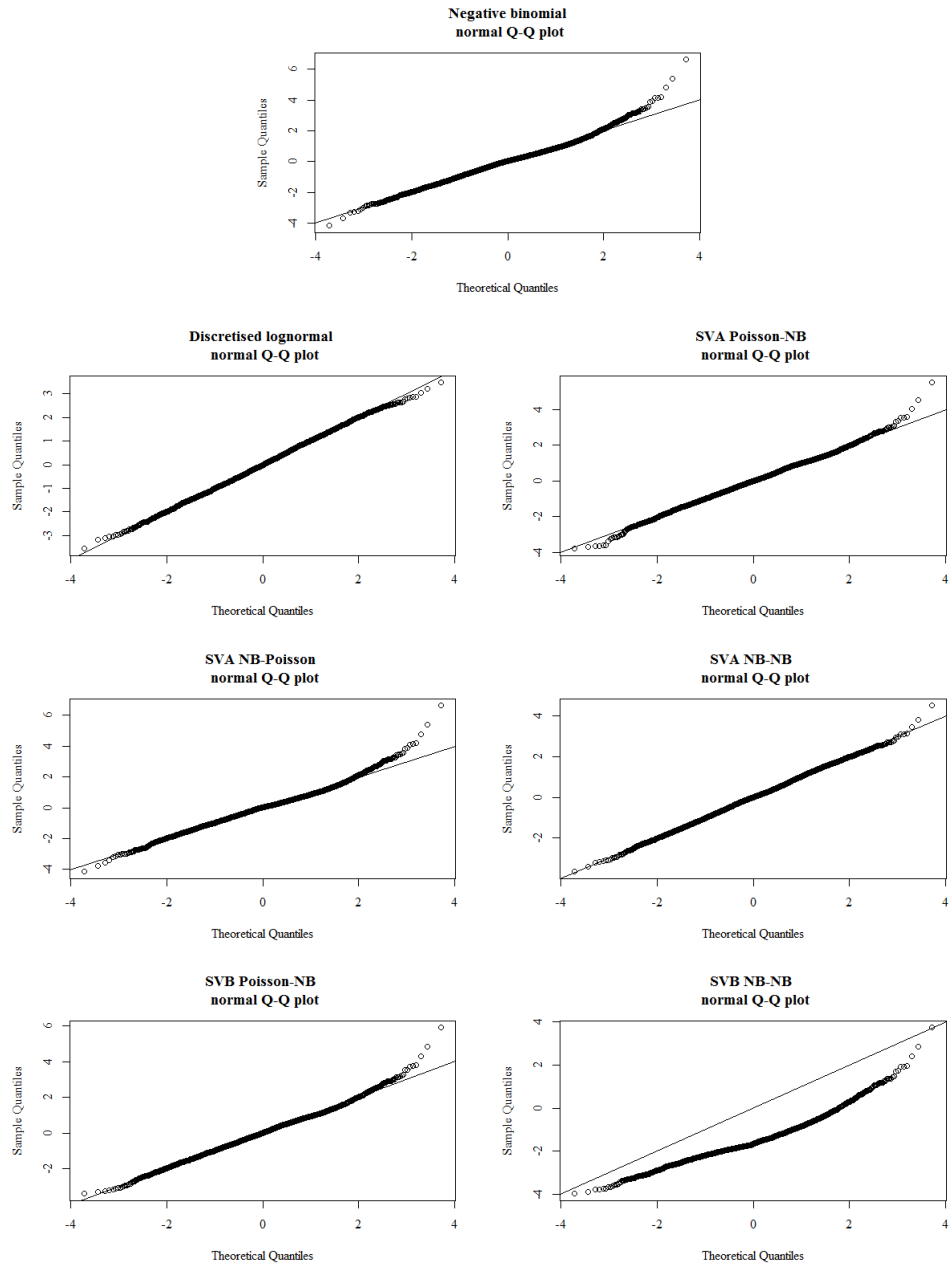 Negative binomial
normal Q-Q plot
6
4
2
0
-2
-4
Sample Quantiles
-4 -2 0 2 4
Theoretical Quantiles
Discretised lognormal
normal Q-Q plot
3
2
1
0
-1
-2
-3
Sample Quantiles
-4 -2 0 2 4
Theoretical Quantiles
SVA Poisson-NB
normal Q-Q plot
4
2
0
-2
-4
Sample Quantiles
-4 -2 0 2 4
Theoretical Quantiles
SVA NB-Poisson
normal Q-Q plot
6
4
2
0
-2
-4
Sample Quantiles
-4 -2 0 2 4
Theoretical Quantiles
SVA NB-NB
normal Q-Q plot
4
2
0
-2
Sample Quantiles
-4 -2 0 2 4
Theoretical Quantiles
SVB Poisson-NB
normal Q-Q plot
6
4
2
0
-2
Sample Quantiles
-4 -2 0 2 4
Theoretical Quantiles
SVB NB-NB
normal Q-Q plot
4
2
0
-2
-4
Sample Quantiles
-4 -2 0 2 4
Theoretical Quantiles